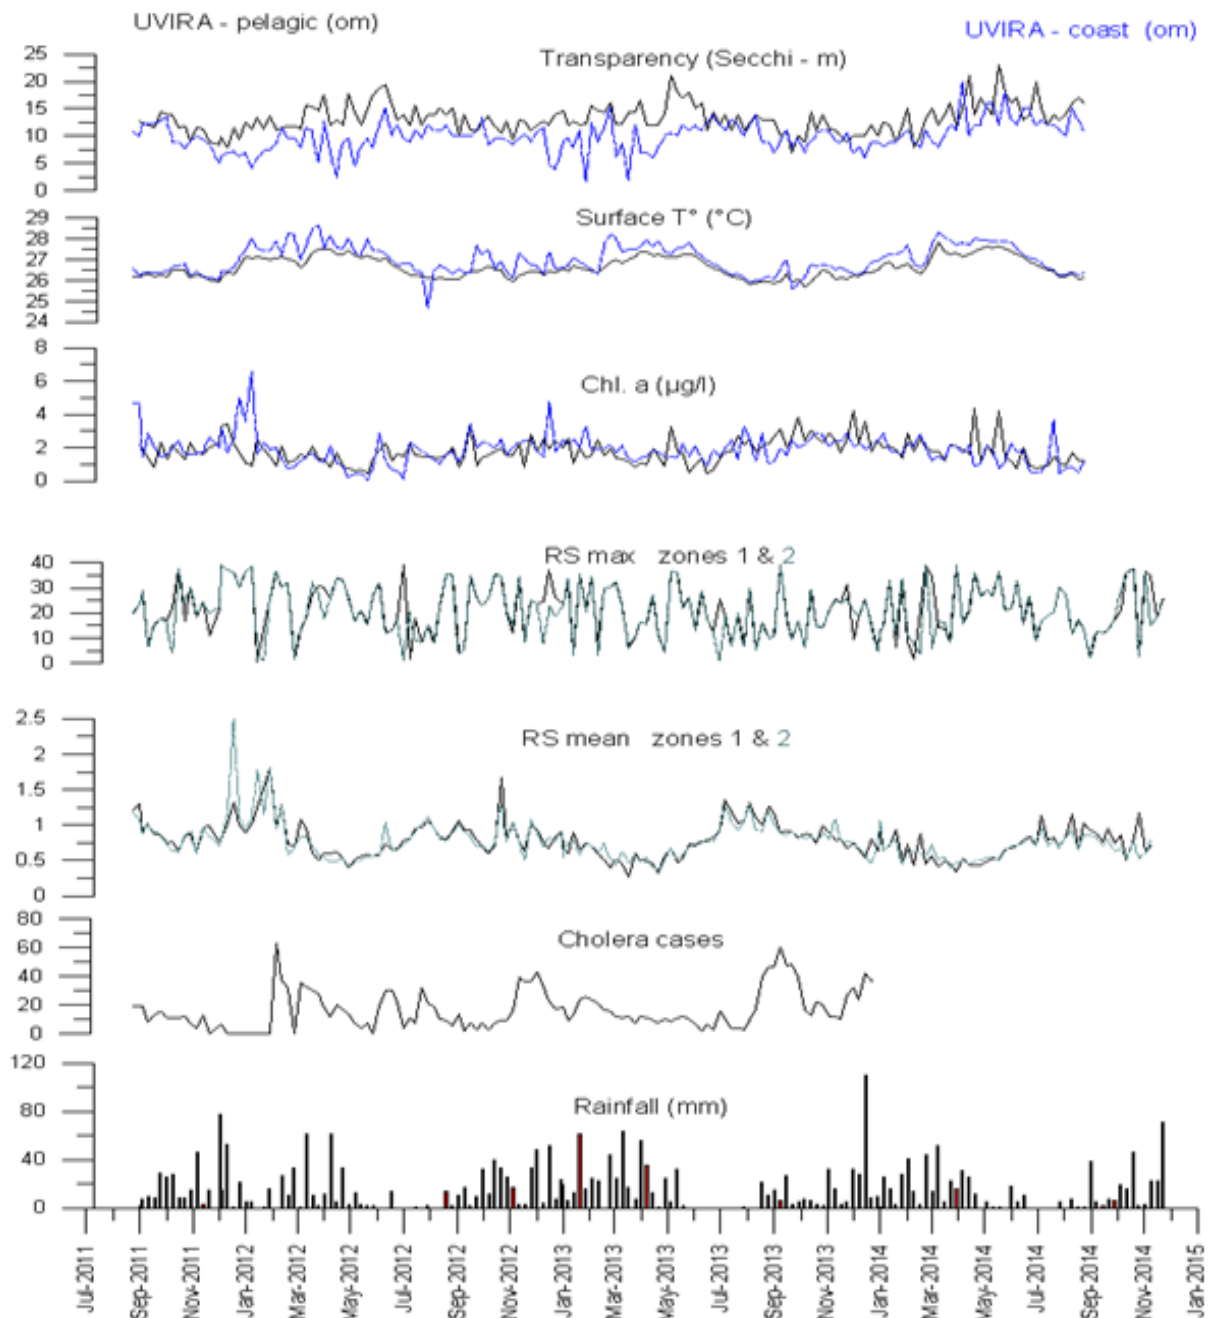 UVIRA - pelagic (om)
UVIRA - coast (om)
Transparency (Secchi - m)
25
20
15
10
5
0
Surface T° (°C)
29
28
27
26
25
24
Chl. a (µg/l)
8
6
4
2
0
RS max zones 1 & 2
40
30
20
10
0
RS mean zones 1 & 2
2.5
2
1.5
1
0.5
0
Cholera cases
80
60
40
20
0
Rainfall (mm)
120
80
40
0
Jul-2011
Sep-2011
Nov-2011
Jan-2012
Mar-2012
May-2012
Jul-2012
Sep-2012
Nov-2012
Jan-2013
Mar-2013
May-2013
Jul-2013
Sep-2013
Nov-2013
Jan-2014
Mar-2014
May-2014
Jul-2014
Sep-2014
Nov-2014
Jan-2015